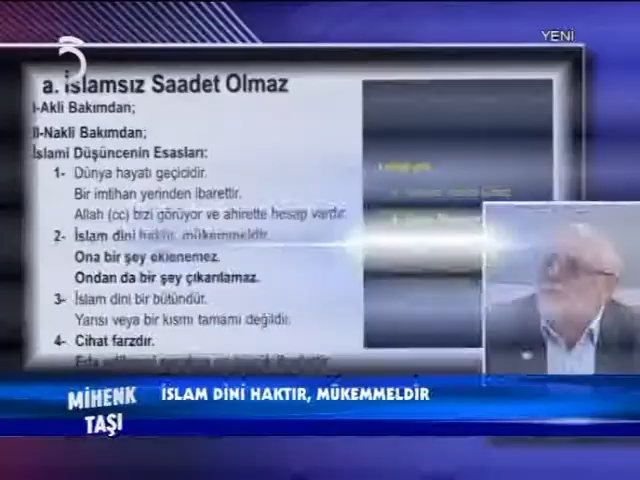 YENİ
a. İslamsız Saadet Olmaz
I-Akli Bakımdan;
II-Nakli Bakımdan;
İslami Düşüncenin Esasları:
1- Dünya hayatı geçicidir.
Bir imtihan yerinden ibarettir.
Allah (cc) bizi görüyor ve ahirette hesap vardır.
2- İslam dini haktır, mükemmeldir.
Ona bir şey eklenemez.
Ondan da bir şey çıkarılamaz.
3- İslam dini bir bütündür.
Yarısı veya bir kısmı tamamı değildir.
4- Cihat farzdır.
MİHENK
TAŞI
İSLAM DİNİ HAKTIR, MÜKEMMELDİR